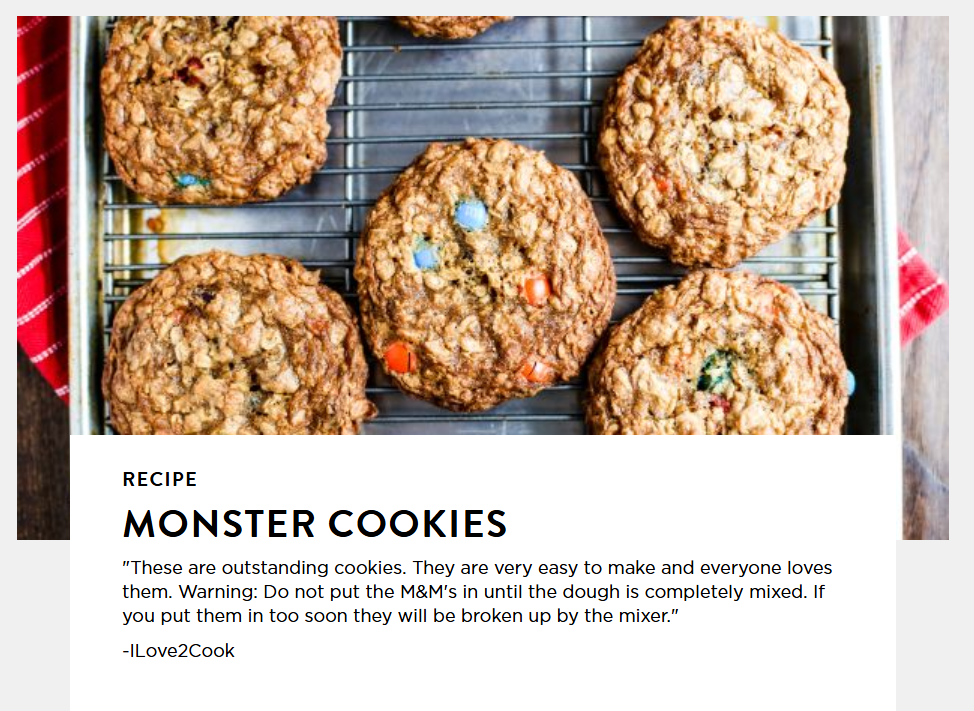 RECIPE
MONSTER COOKIES
"These are outstanding cookies. They are very easy to make and everyone loves
them. Warning: Do not put the M&M's in until the dough is completely mixed. If
you put them in too soon they will be broken up by the mixer."
-ILove2Cook